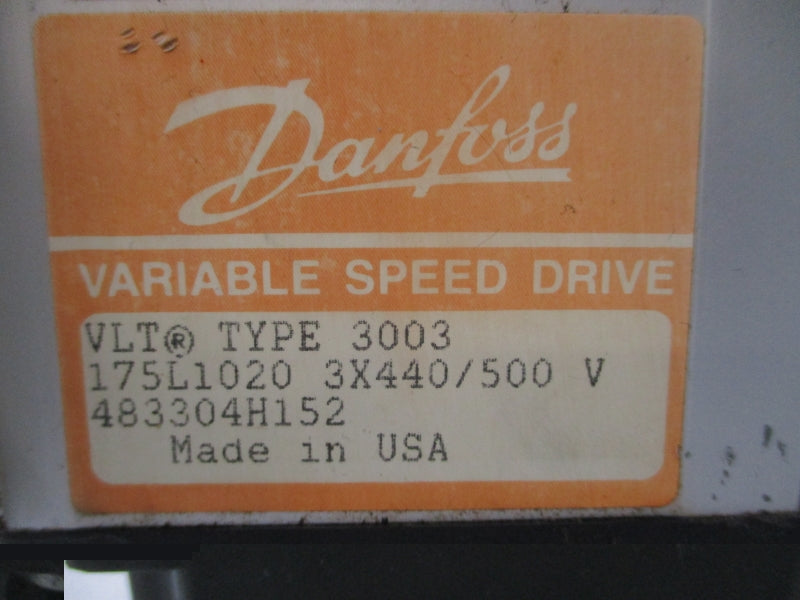 Danfoss
VARIABLE SPEED DRIVE
VLT® TYPE 3003
175L1020 3X440/500 V
483304H152
Made in USA